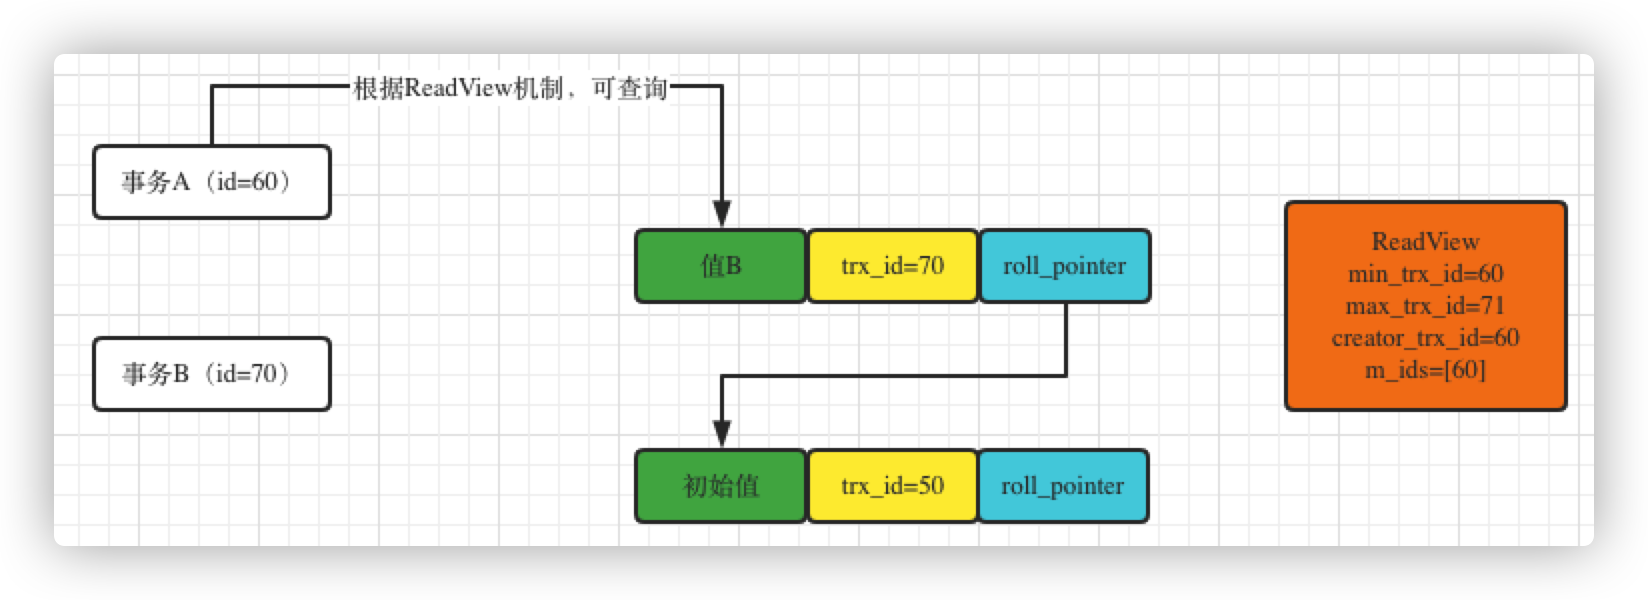 根据ReadView机制，可查询
事务A（id=60）
值B
trx_id=70
roll_pointer
ReadView
min_trx_id=60
max_trx_id=71
creator_trx_id=60
m_ids=[60]
事务B（id=70）
初始值
trx_id=50
roll_pointer